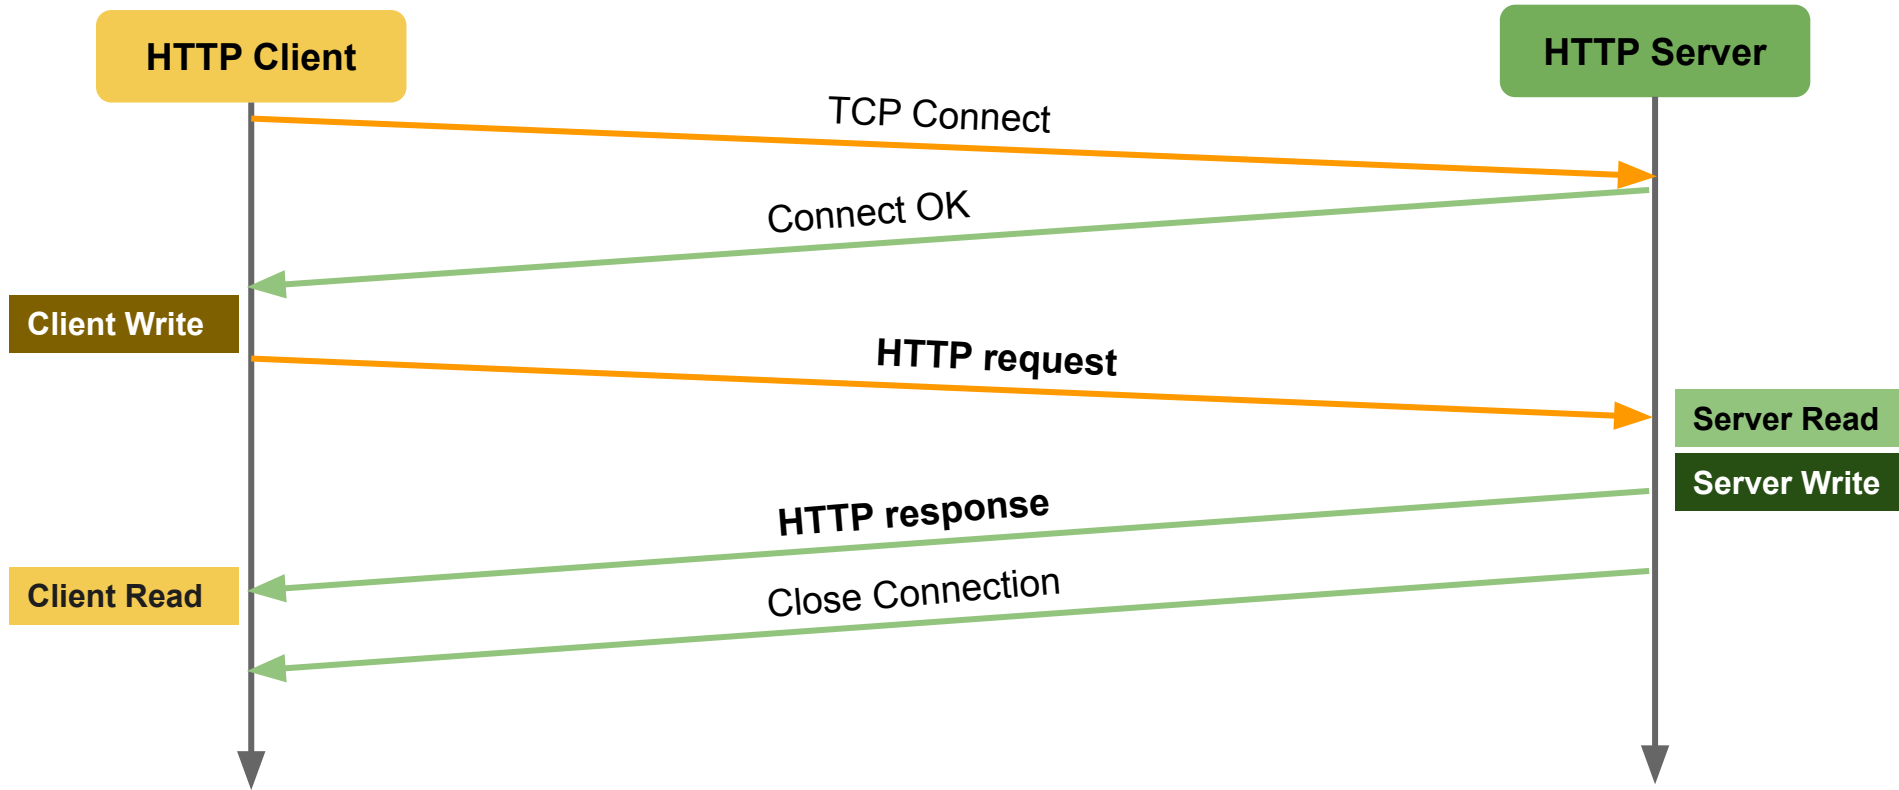 HTTP Client
HTTP Server
TCP Connect
Connect OK
Client Write
HTTP request
Server Read
Server Write
HTTP response
Client Read
Close Connection